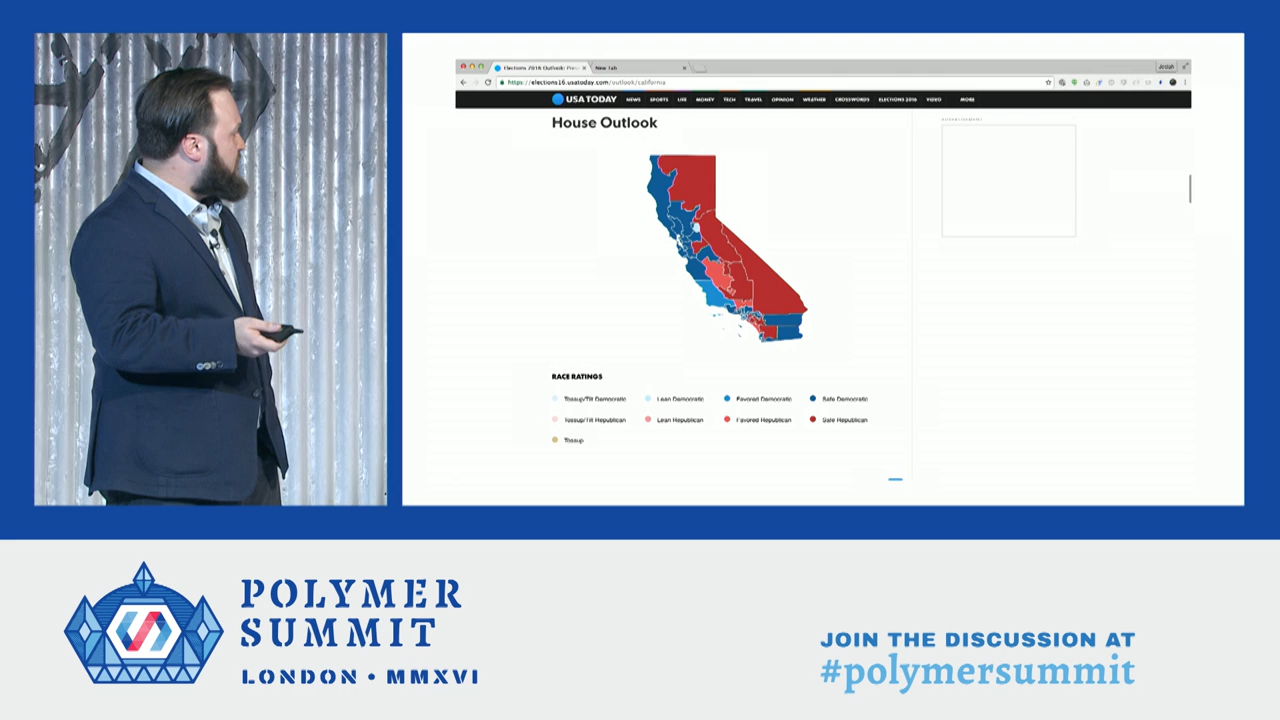 Elections 2016 Outlook: Presi
New Tab
Josiah
https://elections16.usatoday.com/outlook/california
USA TODAY NEWS SPORTS LIFE MONEY TECH TRAVEL OPINION WEATHER CROSSWORDS ELECTIONS 2016 VIDEO MORE
House Outlook
ADVERTISEMENT
RACE RATINGS
Tossup/Tilt Democratic Lean Democratic Favored Democratic Safe Democratic
Tossup/Tilt Republican Lean Republican Favored Republican Safe Republican
Tossup
POLYMER
SUMMIT
LONDON • MMXVI
JOIN THE DISCUSSION AT
#polymersummit